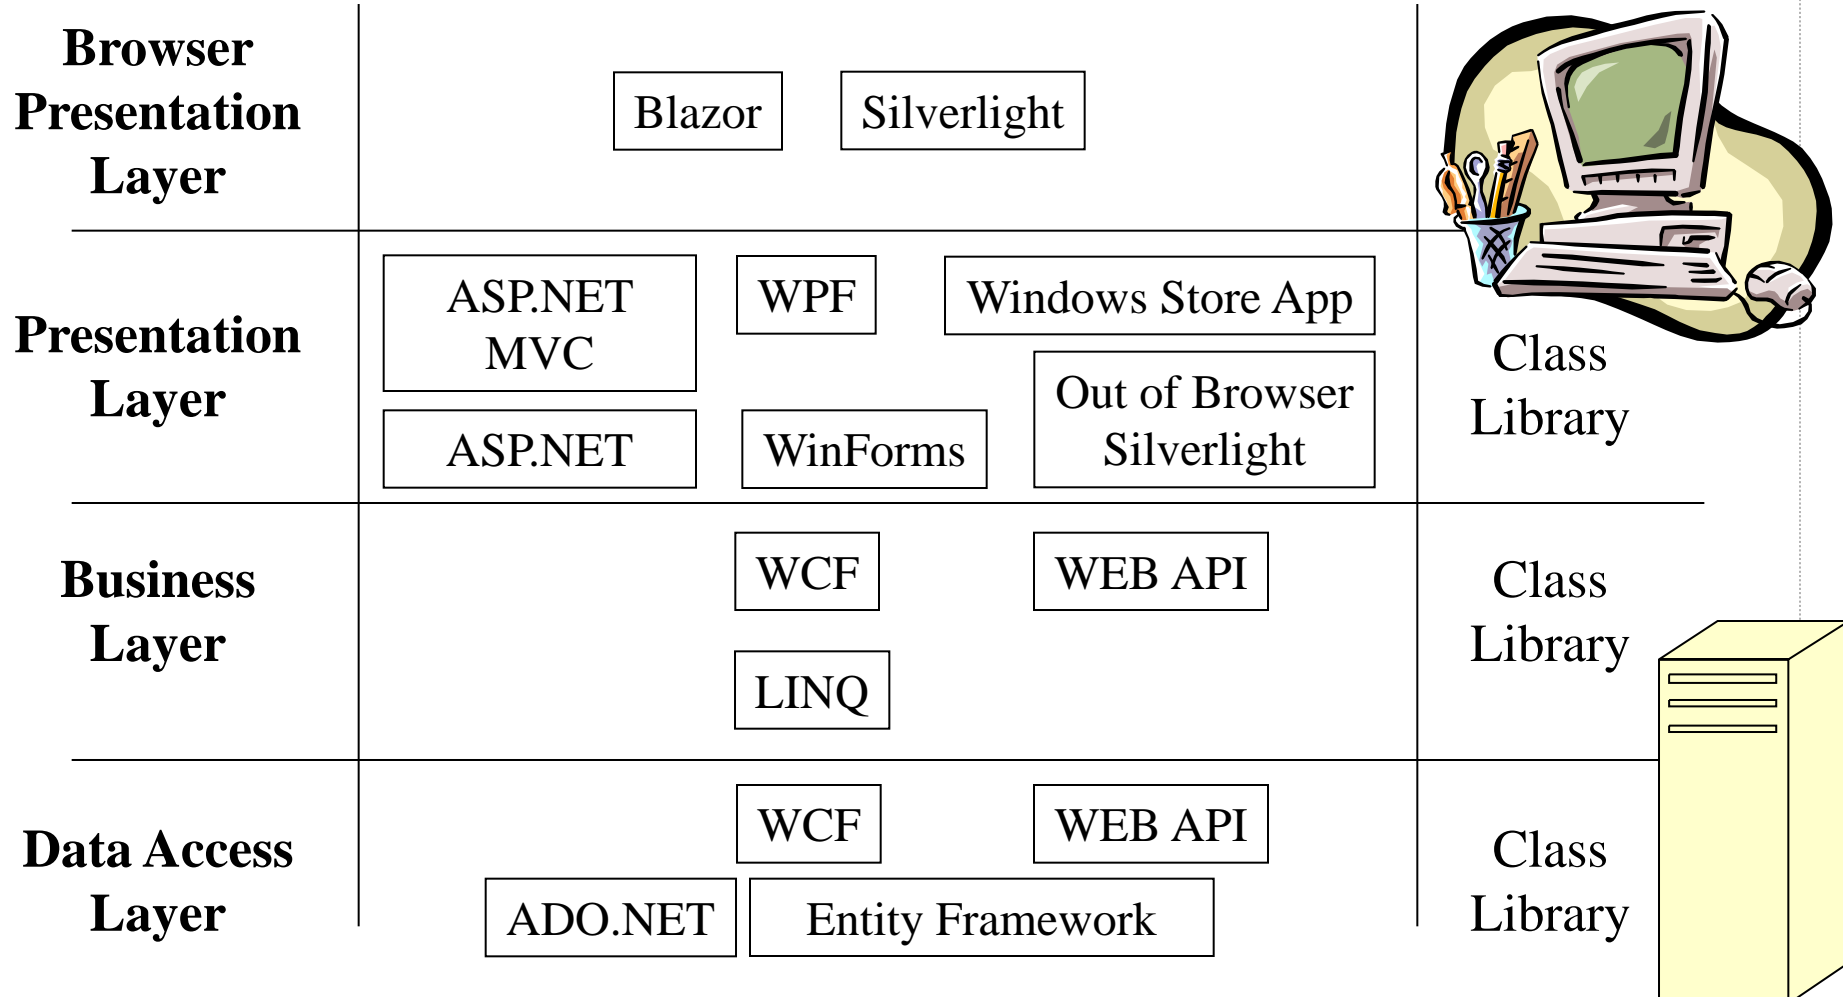 Browser
Presentation
Layer
Blazor
Silverlight
Presentation
Layer
ASP.NET
MVC
WPF
Windows Store App
ASP.NET
WinForms
Out of Browser
Silverlight
Class
Library
Business
Layer
WCF
WEB API
LINQ
Class
Library
Data Access
Layer
WCF
WEB API
ADO.NET
Entity Framework
Class
Library